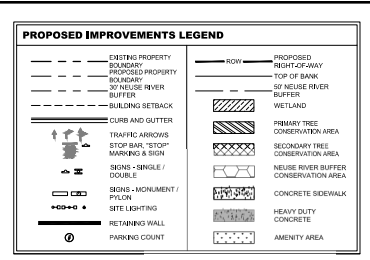 PROPOSED IMPROVEMENTS LEGEND
EXISTING PROPERTY
BOUNDARY
PROPOSED PROPERTY
BOUNDARY
30' NEUSE RIVER
BUFFER
BUILDING SETBACK
CURB AND GUTTER
TRAFFIC ARROWS
STOP BAR, "STOP"
MARKING & SIGN
SIGNS - SINGLE /
DOUBLE
SIGNS - MONUMENT /
PYLON
SITE LIGHTING
RETAINING WALL
PARKING COUNT
ROW
PROPOSED
RIGHT-OF-WAY
TOP OF BANK
50' NEUSE RIVER
BUFFER
WETLAND
PRIMARY TREE
CONSERVATION AREA
SECONDARY TREE
CONSERVATION AREA
NEUSE RIVER BUFFER
CONSERVATION AREA
CONCRETE SIDEWALK
HEAVY DUTY
CONCRETE
AMENITY AREA